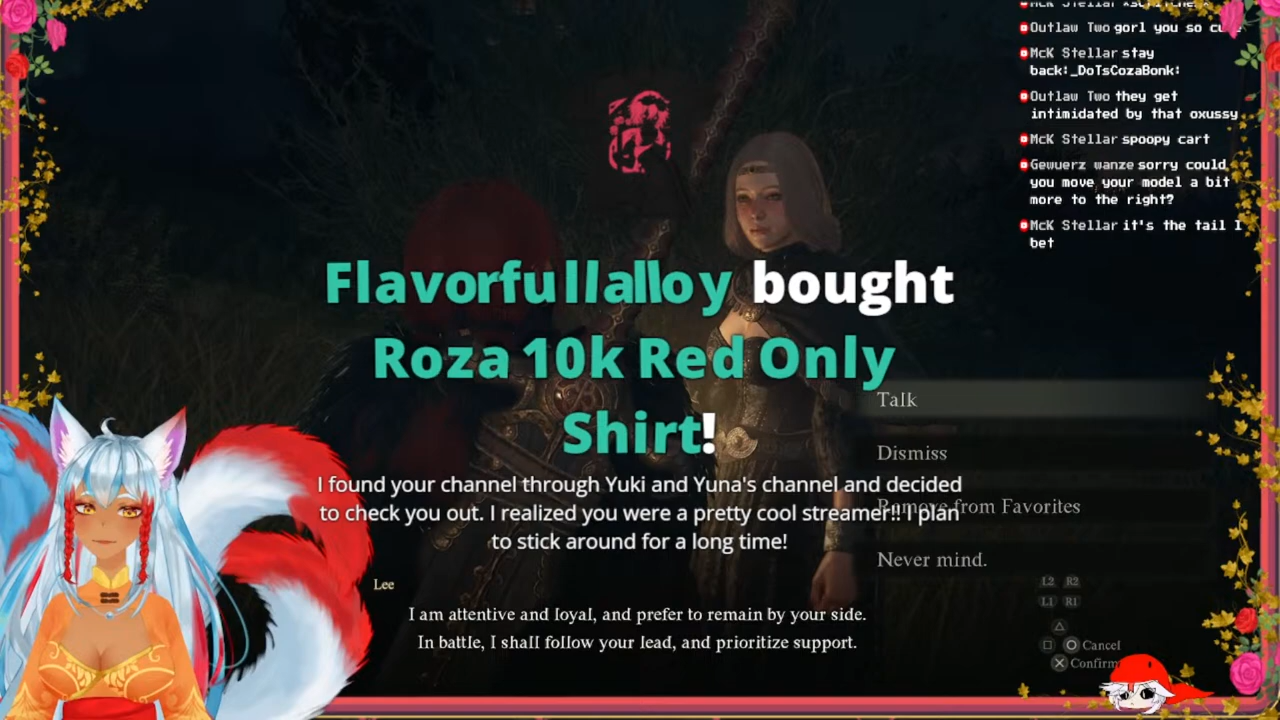 Outlaw Two gorl you so
McK Stellar stay
back:_DoTsCozaBonk:
Outlaw Two they get
intimidated by that oxussy
McK Stellar spoopy cart
Gewuerz wanze sorry could
you move your model a bit
more to the right?
McK Stellar it's the tail I
bet
Flavorfullalloy bought
Roza 10k Red Only
Shirt!
I found your channel through Yuki and Yuna's channel and decided
to check you out. I realized you were a pretty cool streamer!! I plan
to stick around for a long time!
Talk
Dismiss
Remove from Favorites
Never mind.
Lee
I am attentive and loyal, and prefer to remain by your side.
In battle, I shall follow your lead, and prioritize support.
L2 R2
L1 R1
Cancel
Confirm